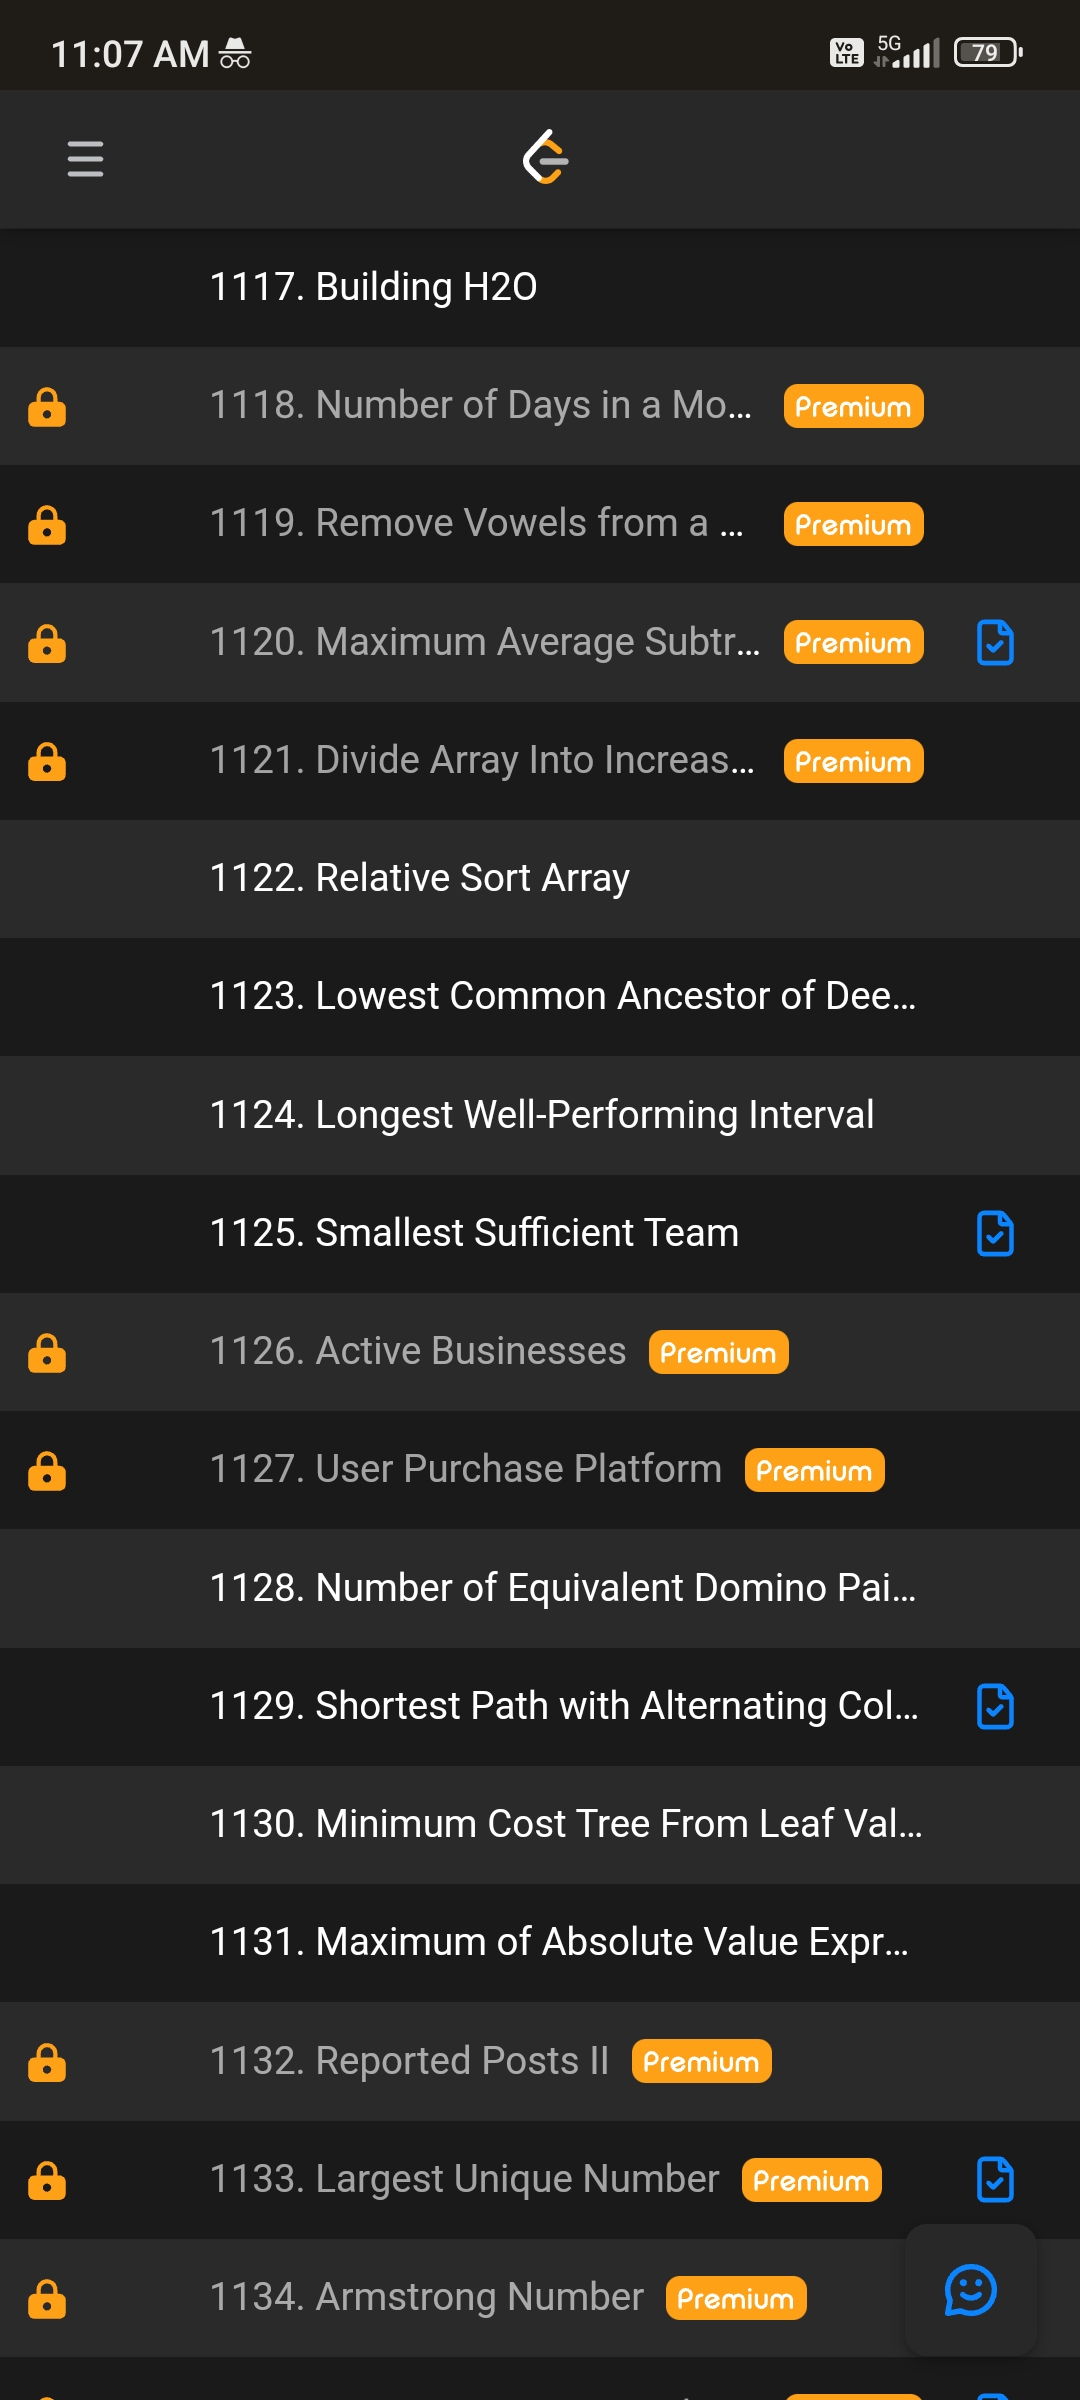 11:07 AM
Vo LTE 5G 79
1117. Building H2O
1118. Number of Days in a Mo... Premium
1119. Remove Vowels from a ... Premium
1120. Maximum Average Subtr... Premium
1121. Divide Array Into Increas... Premium
1122. Relative Sort Array
1123. Lowest Common Ancestor of Dee...
1124. Longest Well-Performing Interval
1125. Smallest Sufficient Team
1126. Active Businesses Premium
1127. User Purchase Platform Premium
1128. Number of Equivalent Domino Pai...
1129. Shortest Path with Alternating Col...
1130. Minimum Cost Tree From Leaf Val...
1131. Maximum of Absolute Value Expr...
1132. Reported Posts II Premium
1133. Largest Unique Number Premium
1134. Armstrong Number Premium